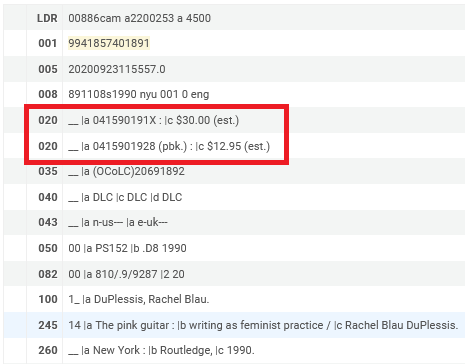 LDR 00886cam a2200253 a 4500
001 9941857401891
005 20200923115557.0
008 891108s1990 nyu 001 0 eng
020 __ |a 041590191X : |c $30.00 (est.)
020 __ |a 0415901928 (pbk.) : |c $12.95 (est.)
035 __ |a (OCoLC)20691892
040 __ |a DLC |c DLC |d DLC
043 __ |a n-us--- |a e-uk---
050 00 |a PS152 |b .D8 1990
082 00 |a 810/.9/9287 |2 20
100 1_ |a DuPlessis, Rachel Blau.
245 14 |a The pink guitar : |b writing as feminist practice / |c Rachel Blau DuPlessis.
260 __ |a New York : |b Routledge, |c 1990.